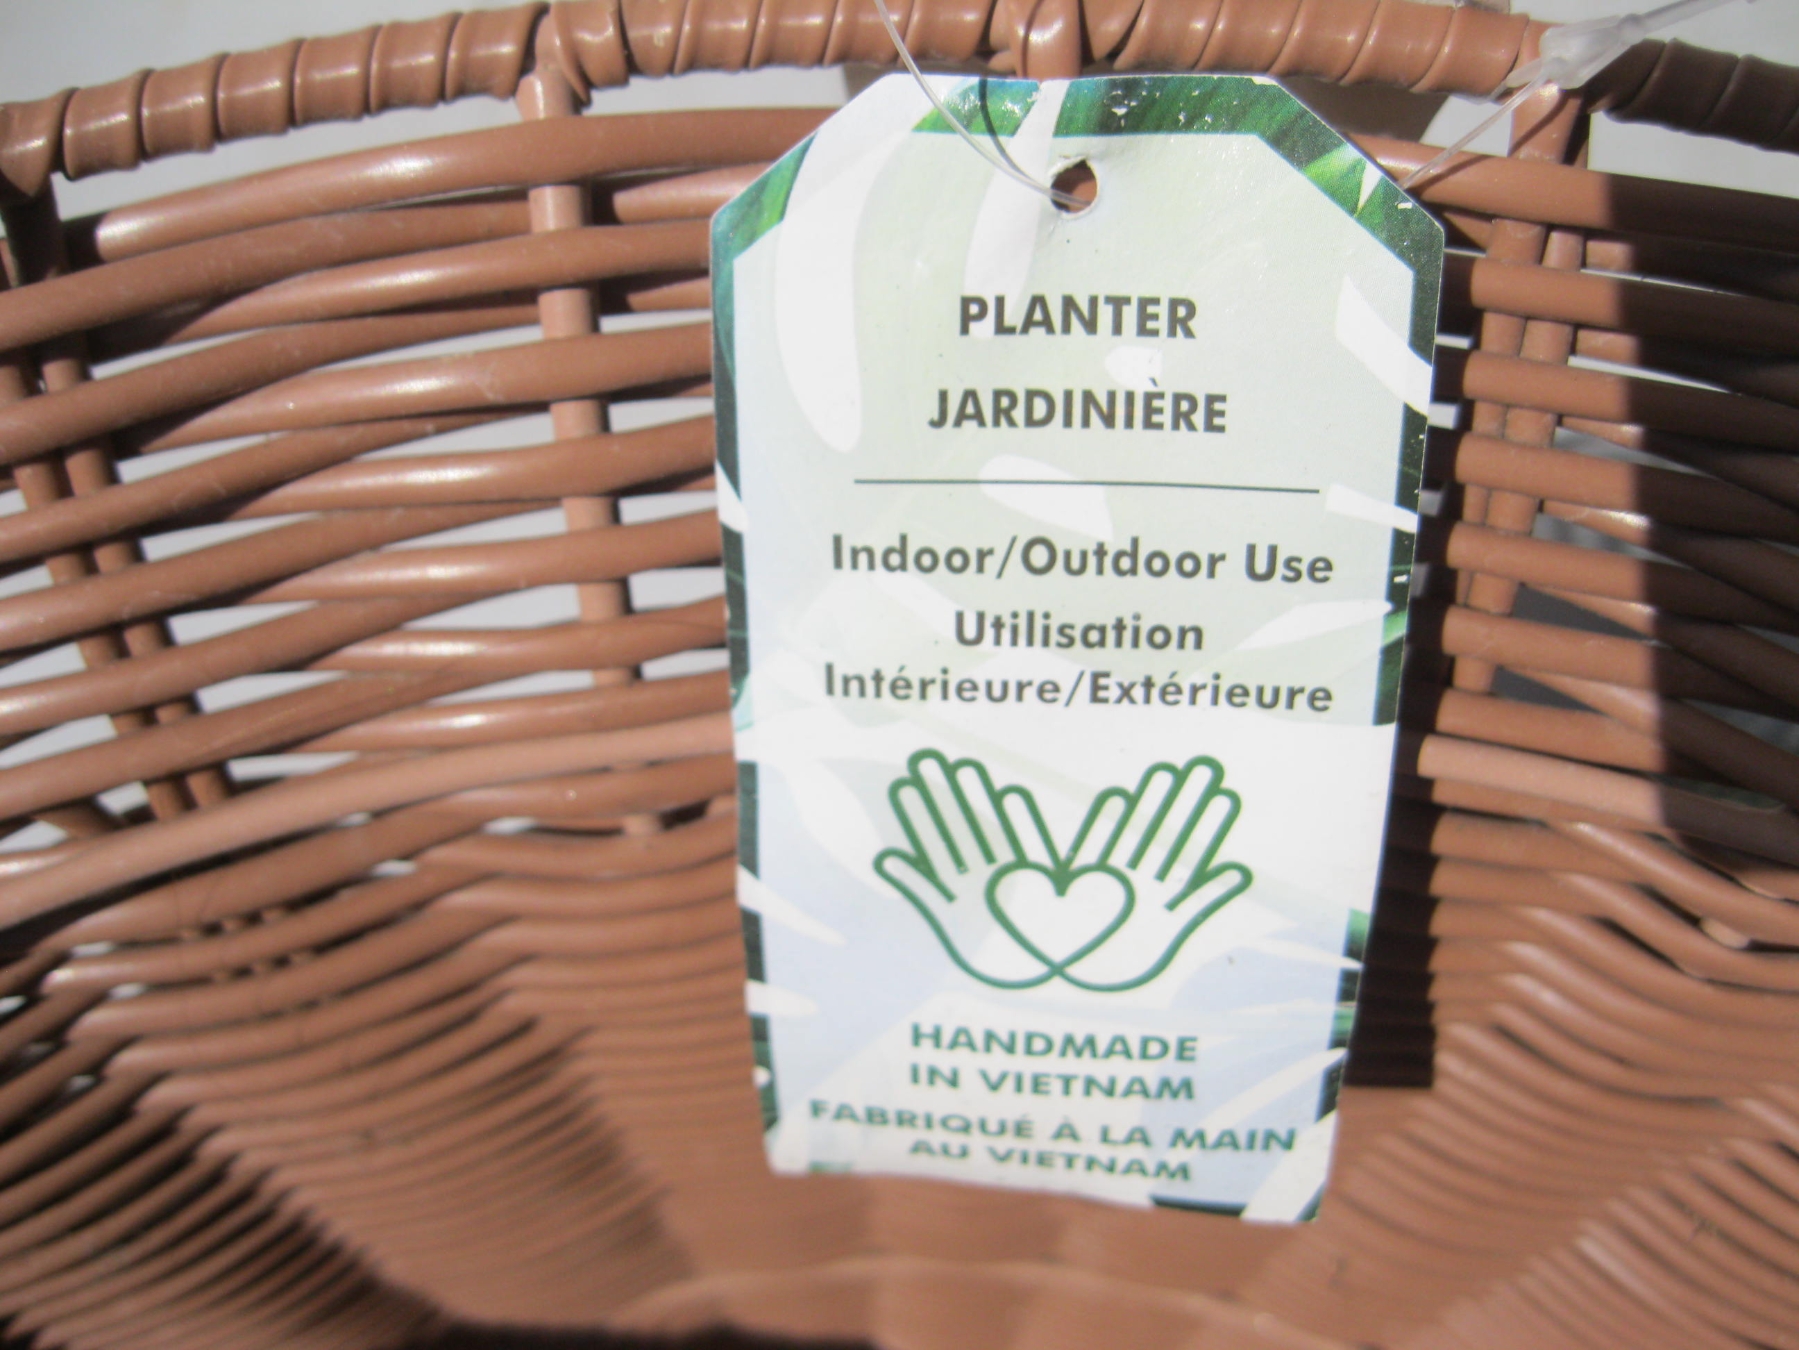 PLANTER
JARDINIÈRE
Indoor/Outdoor Use
Utilisation
Intérieure/Extérieure
HANDMADE
IN VIETNAM
FABRIQUÉ À LA MAIN
AU VIETNAM